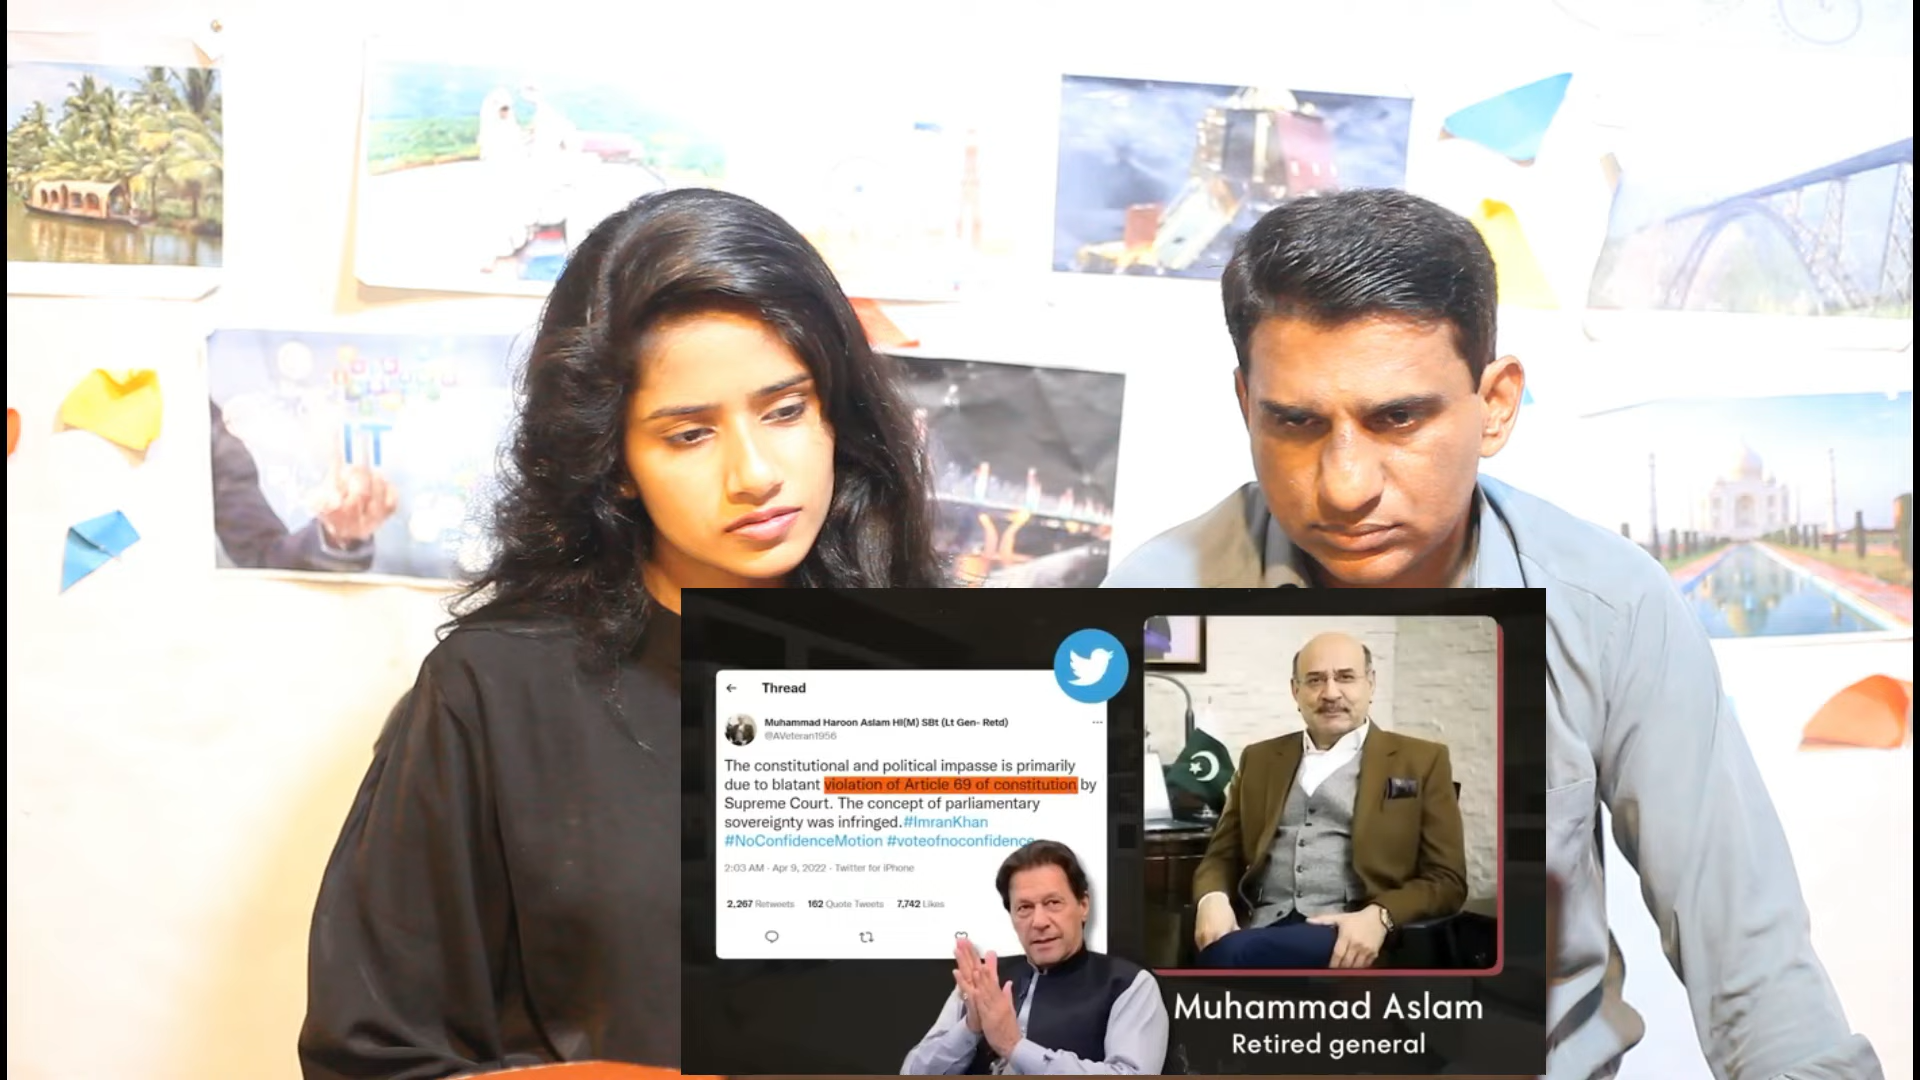 IT
Thread
Muhammad Haroon Aslam HI(M) SBt (Lt Gen- Retd)
@AVeteran1956
The constitutional and political impasse is primarily
due to blatant violation of Article 69 of constitution by
Supreme Court. The concept of parliamentary
sovereignty was infringed.#ImranKhan
#NoConfidenceMotion #voteofnoconfidence
2:03 AM - Apr 9, 2022 - Twitter for iPhone
2,267 Retweets 162 Quote Tweets 7,742 Likes
Muhammad Aslam
Retired general